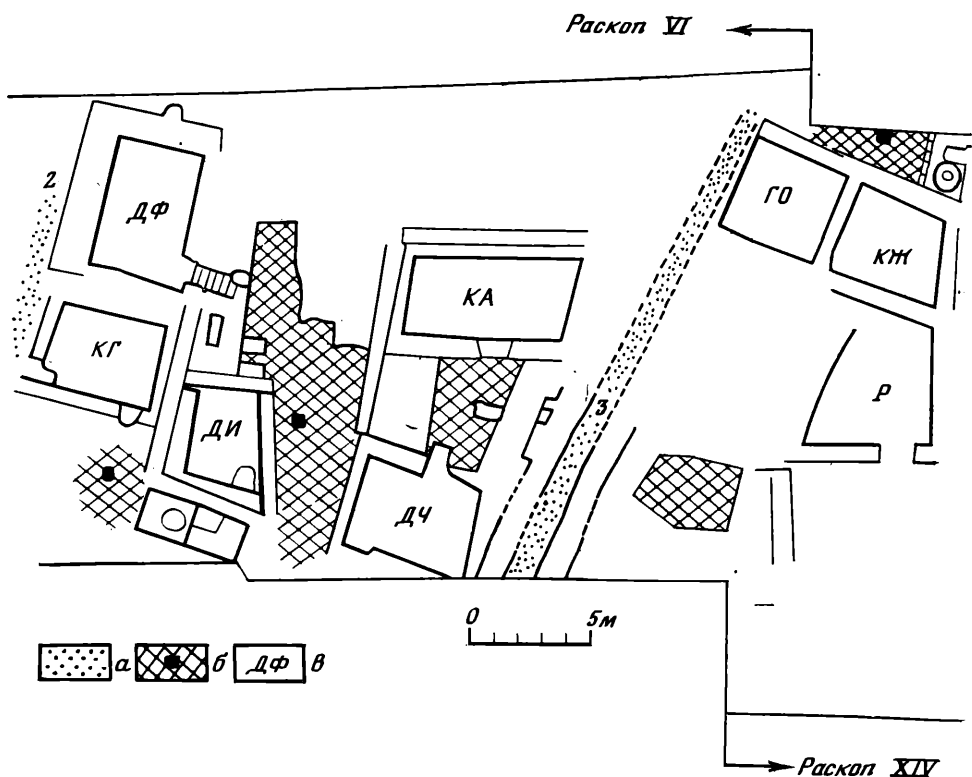 Раскоп VI
2
ДФ
ГО
КЖ
КА
КГ
Р
3
ДИ
ДЧ
0 5м
а б ДФ в
Раскоп XIV